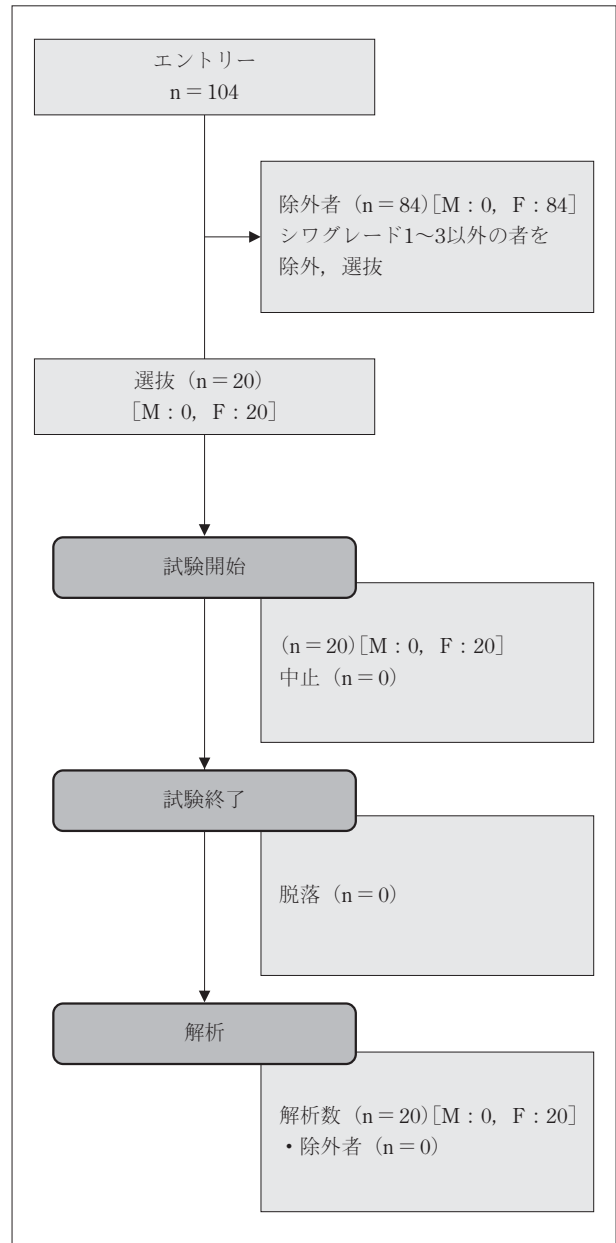 エントリー
n = 104
除外者 (n = 84) [M : 0, F : 84]
シワグレード1〜3以外の者を
除外，選抜
選抜 (n = 20)
[M : 0, F : 20]
試験開始
(n = 20) [M : 0, F : 20]
中止 (n = 0)
試験終了
脱落 (n = 0)
解析
解析数 (n = 20) [M : 0, F : 20]
・除外者 (n = 0)